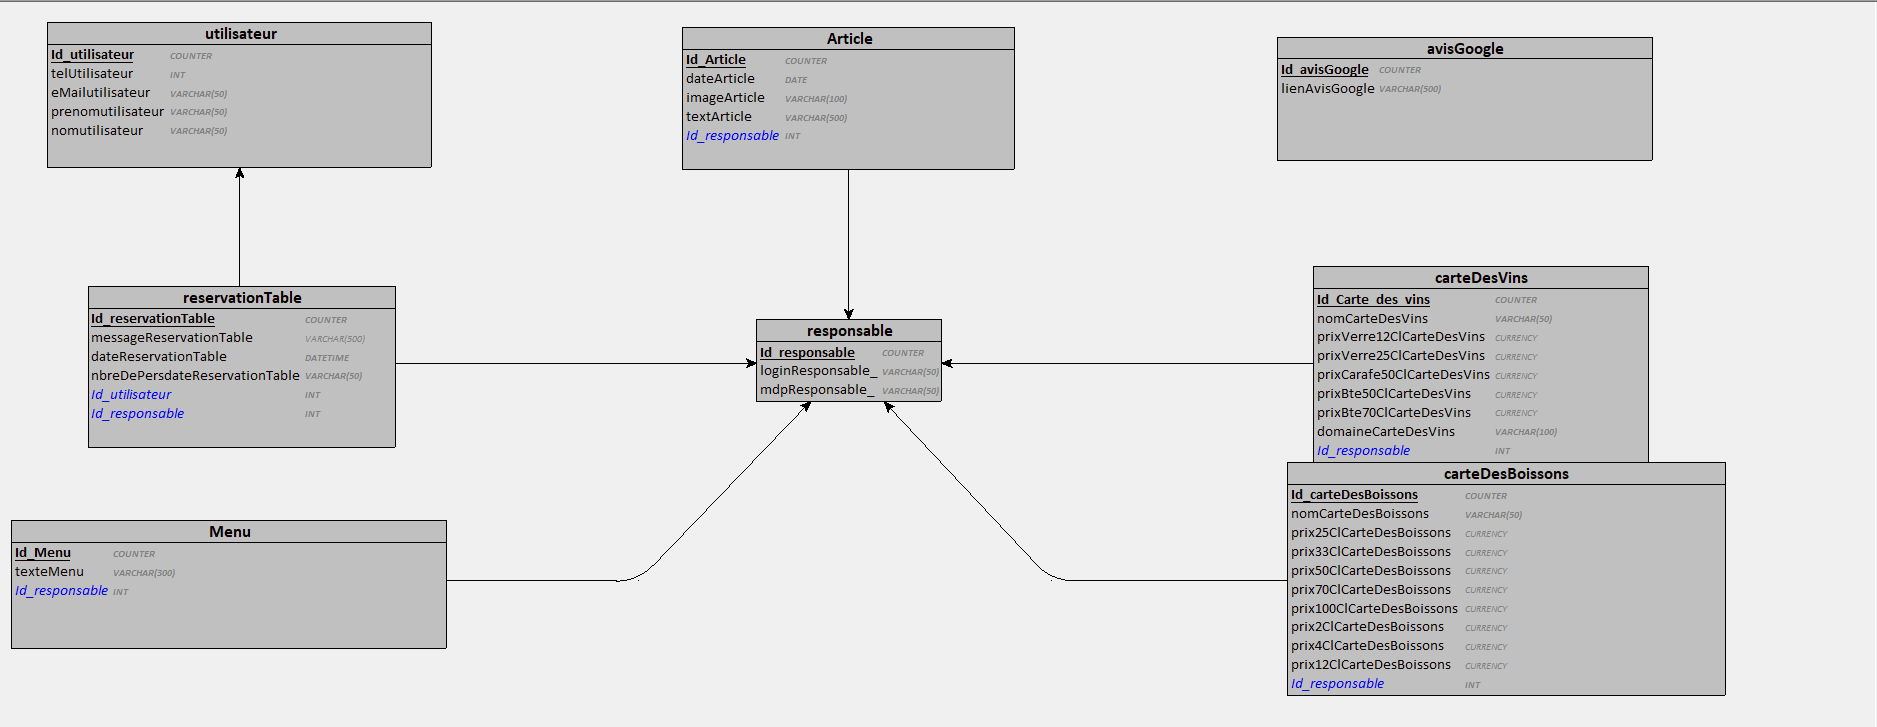 utilisateur
Id_utilisateur COUNTER
telUtilisateur INT
eMailutilisateur VARCHAR(50)
prenomutilisateur VARCHAR(50)
nomutilisateur VARCHAR(50)
Article
Id_Article COUNTER
dateArticle DATE
imageArticle VARCHAR(100)
textArticle VARCHAR(500)
Id_responsable INT
avisGoogle
Id_avisGoogle COUNTER
lienAvisGoogle VARCHAR(500)
reservationTable
Id_reservationTable COUNTER
messageReservationTable VARCHAR(500)
dateReservationTable DATETIME
nbreDePersdateReservationTable VARCHAR(50)
Id_utilisateur INT
Id_responsable INT
responsable
Id_responsable COUNTER
loginResponsable_ VARCHAR(50)
mdpResponsable_ VARCHAR(50)
carteDesVins
Id_Carte_des_vins COUNTER
nomCarteDesVins VARCHAR(50)
prixVerre12ClCarteDesVins CURRENCY
prixVerre25ClCarteDesVins CURRENCY
prixCarafe50ClCarteDesVins CURRENCY
prixBte50ClCarteDesVins CURRENCY
prixBte70ClCarteDesVins CURRENCY
domaineCarteDesVins VARCHAR(100)
Id_responsable INT
Menu
Id_Menu COUNTER
texteMenu VARCHAR(300)
Id_responsable INT
carteDesBoissons
Id_carteDesBoissons COUNTER
nomCarteDesBoissons VARCHAR(50)
prix25ClCarteDesBoissons CURRENCY
prix33ClCarteDesBoissons CURRENCY
prix50ClCarteDesBoissons CURRENCY
prix70ClCarteDesBoissons CURRENCY
prix100ClCarteDesBoissons CURRENCY
prix2ClCarteDesBoissons CURRENCY
prix4ClCarteDesBoissons CURRENCY
prix12ClCarteDesBoissons CURRENCY
Id_responsable INT